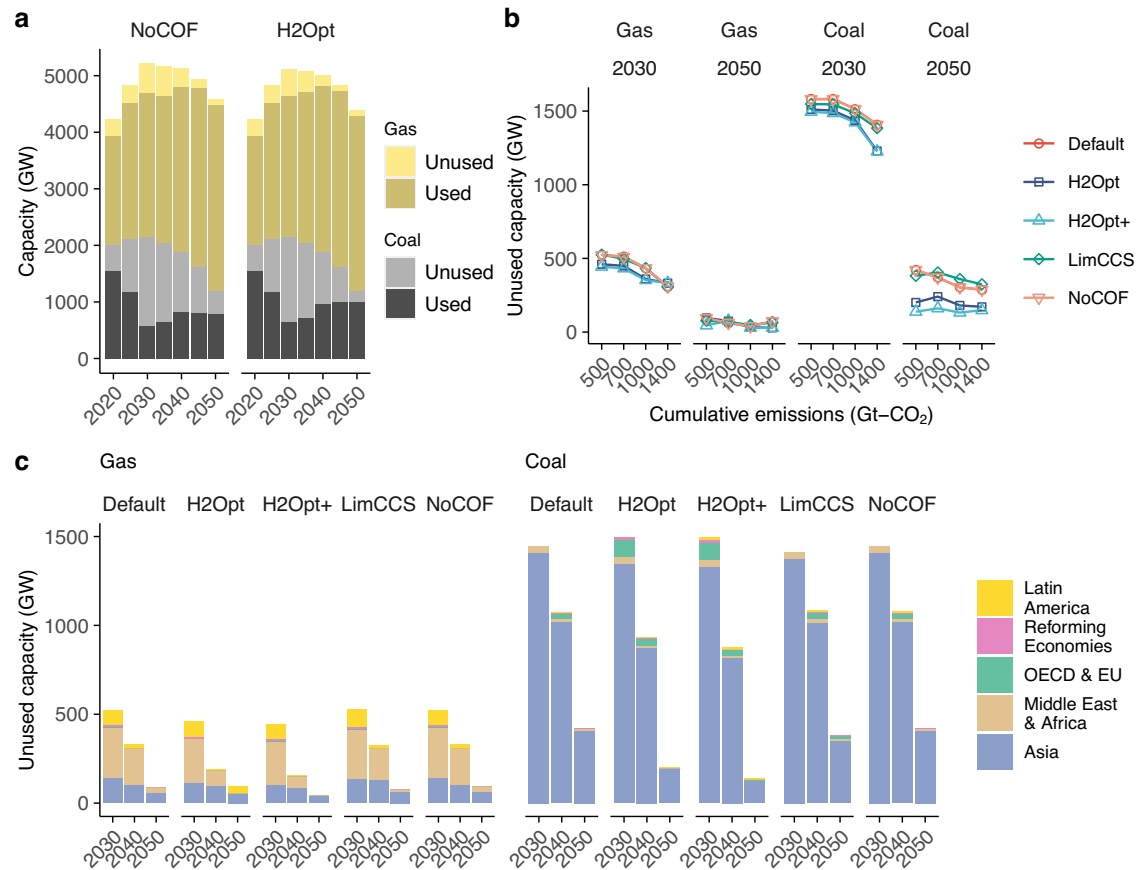 a
NoCOF
H2Opt
Capacity (GW)
5000
4000
3000
2000
1000
0
2020
2030
2040
2050
2020
2030
2040
2050
Gas
Unused
Used
Coal
Unused
Used
b
Gas
Gas
Coal
Coal
2030
2050
2030
2050
Unused capacity (GW)
1500
1000
500
0
500
700
1000
1400
500
700
1000
1400
500
700
1000
1400
500
700
1000
1400
Cumulative emissions (Gt−CO₂)
Default
H2Opt
H2Opt+
LimCCS
NoCOF
c
Gas
Coal
Default
H2Opt
H2Opt+
LimCCS
NoCOF
Default
H2Opt
H2Opt+
LimCCS
NoCOF
Unused capacity (GW)
1500
1000
500
0
2030
2040
2050
2030
2040
2050
2030
2040
2050
2030
2040
2050
2030
2040
2050
2030
2040
2050
2030
2040
2050
2030
2040
2050
2030
2040
2050
2030
2040
2050
Latin
America
Reforming
Economies
OECD & EU
Middle East
& Africa
Asia